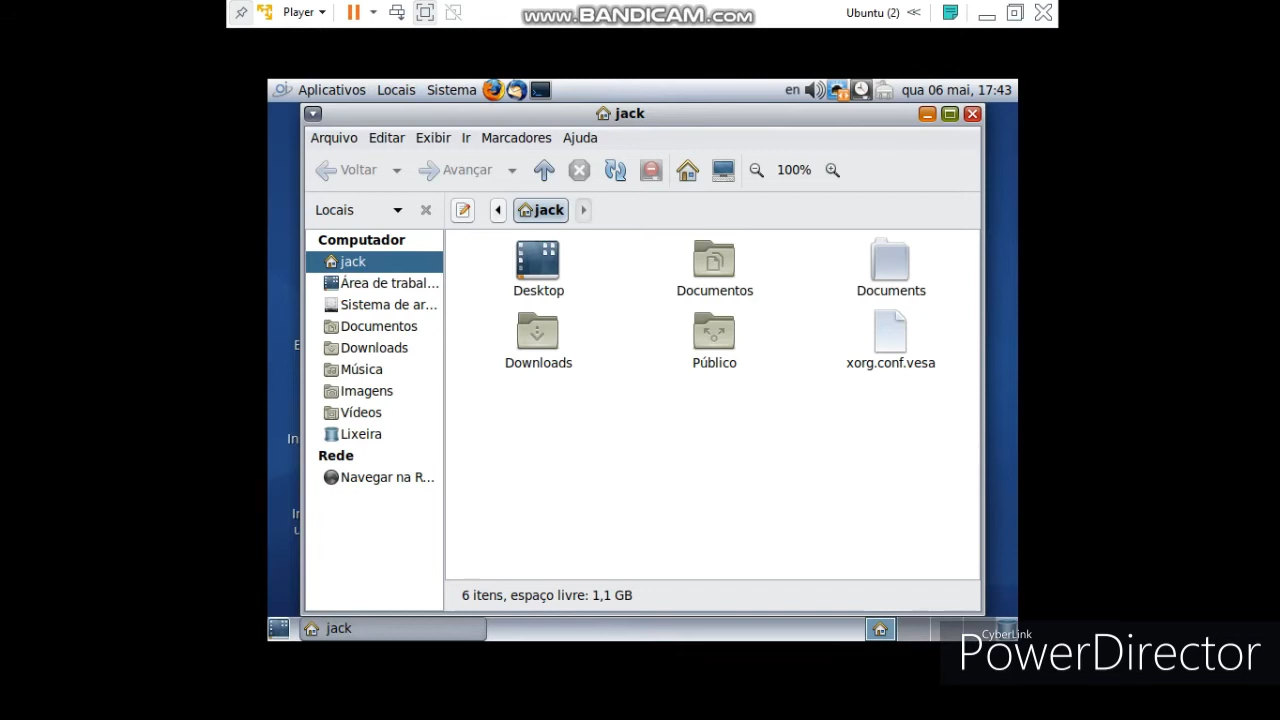 Player
www.BANDICAM.com
Ubuntu (2)
Aplicativos Locais Sistema
en
qua 06 mai, 17:43
jack
Arquivo Editar Exibir Ir Marcadores Ajuda
Voltar Avançar 100%
Locais jack
Computador
jack
Área de trabal...
Sistema de ar...
Documentos
Downloads
Música
Imagens
Vídeos
Lixeira
Rede
Navegar na R...
Desktop Documentos Documents
Downloads Público xorg.conf.vesa
6 itens, espaço livre: 1,1 GB
jack
CyberLink
PowerDirector